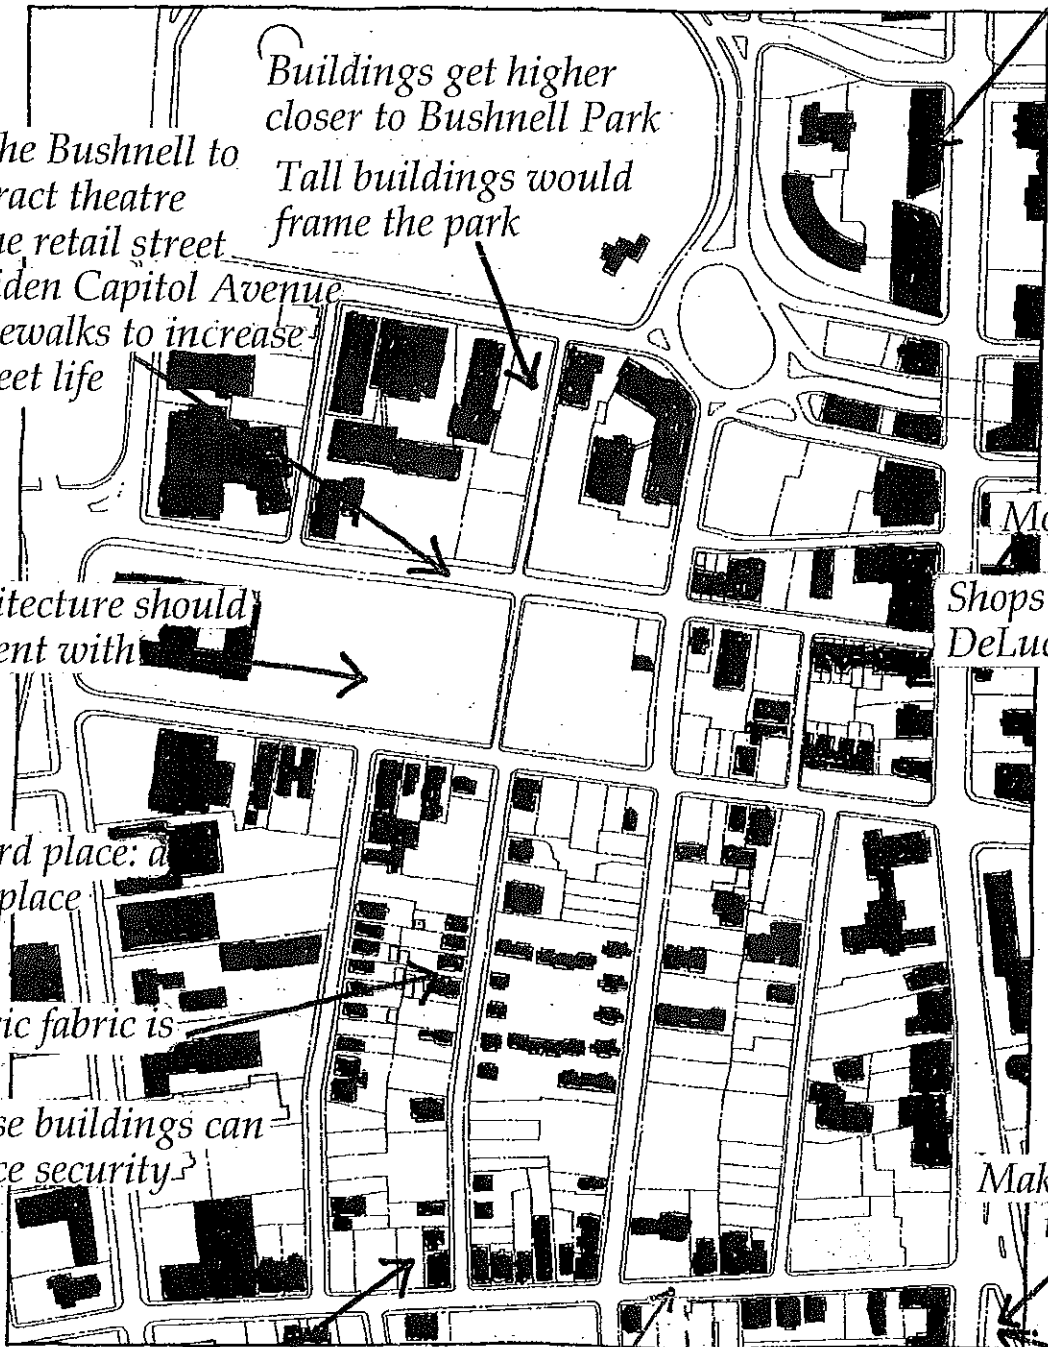 Buildings get higher
closer to Bushnell Park
Tall buildings would
frame the park
he Bushnell to
ract theatre
ue retail street
iden Capitol Avenue
ewalks to increase
eet life
itecture should
ent with
rd place: a
place
ric fabric is
se buildings can
ce security
Mo
Shops
DeLuc
Mak